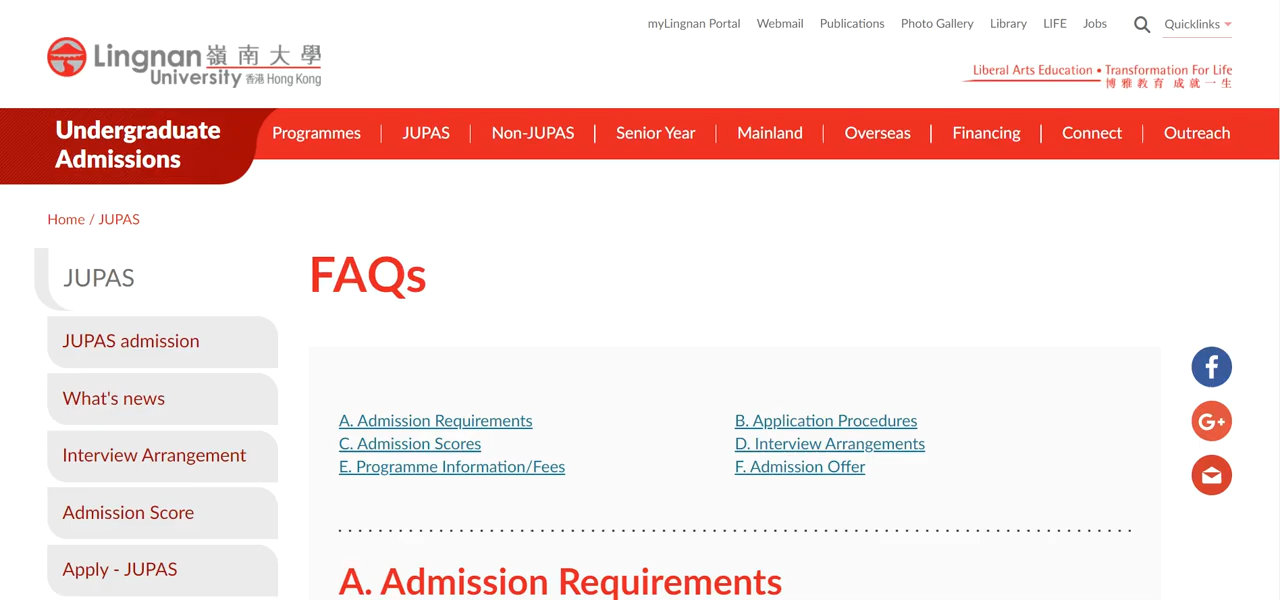 myLingnan Portal Webmail Publications Photo Gallery Library LIFE Jobs Quicklinks
Lingnan 嶺南大學
University 香港 Hong Kong
Liberal Arts Education • Transformation For Life
博雅教育 成就一生
Undergraduate
Admissions
Programmes JUPAS Non-JUPAS Senior Year Mainland Overseas Financing Connect Outreach
Home / JUPAS
JUPAS
JUPAS admission
What's news
Interview Arrangement
Admission Score
Apply - JUPAS
FAQs
A. Admission Requirements B. Application Procedures
C. Admission Scores D. Interview Arrangements
E. Programme Information/Fees F. Admission Offer
A. Admission Requirements
f
G+